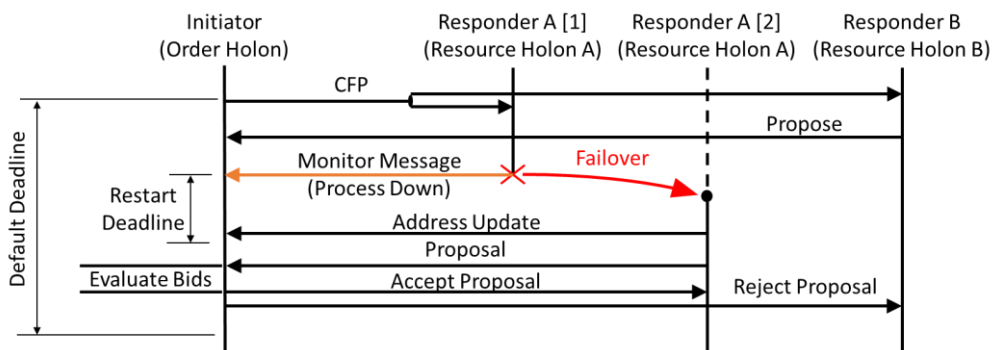 Initiator
(Order Holon)
Responder A [1]
(Resource Holon A)
Responder A [2]
(Resource Holon A)
Responder B
(Resource Holon B)
CFP
Propose
Default Deadline
Monitor Message
(Process Down)
Failover
Restart
Deadline
Address Update
Proposal
Evaluate Bids
Accept Proposal
Reject Proposal